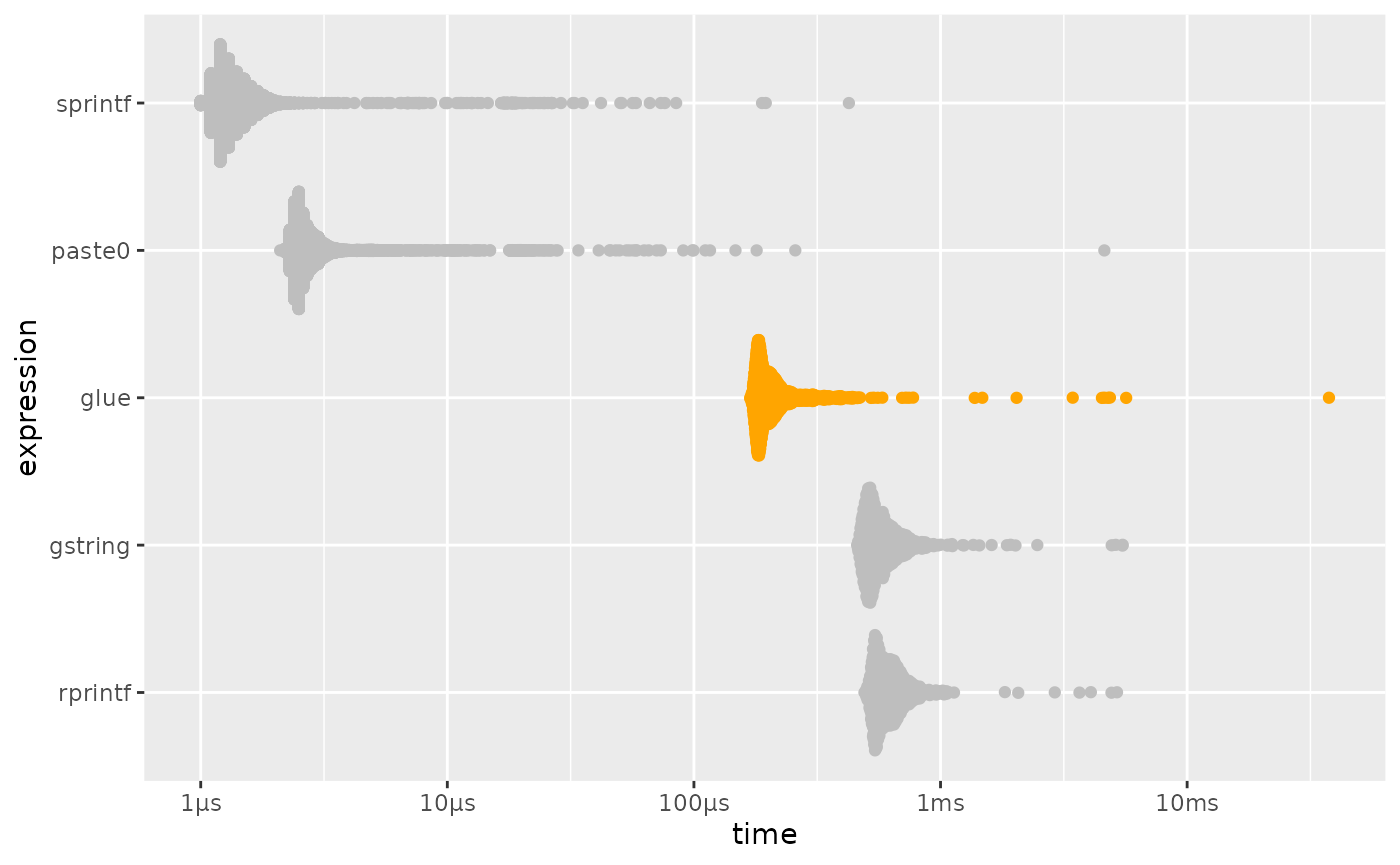 sprintf
paste0
glue
gstring
rprintf
expression
1µs 10µs 100µs 1ms 10ms
time